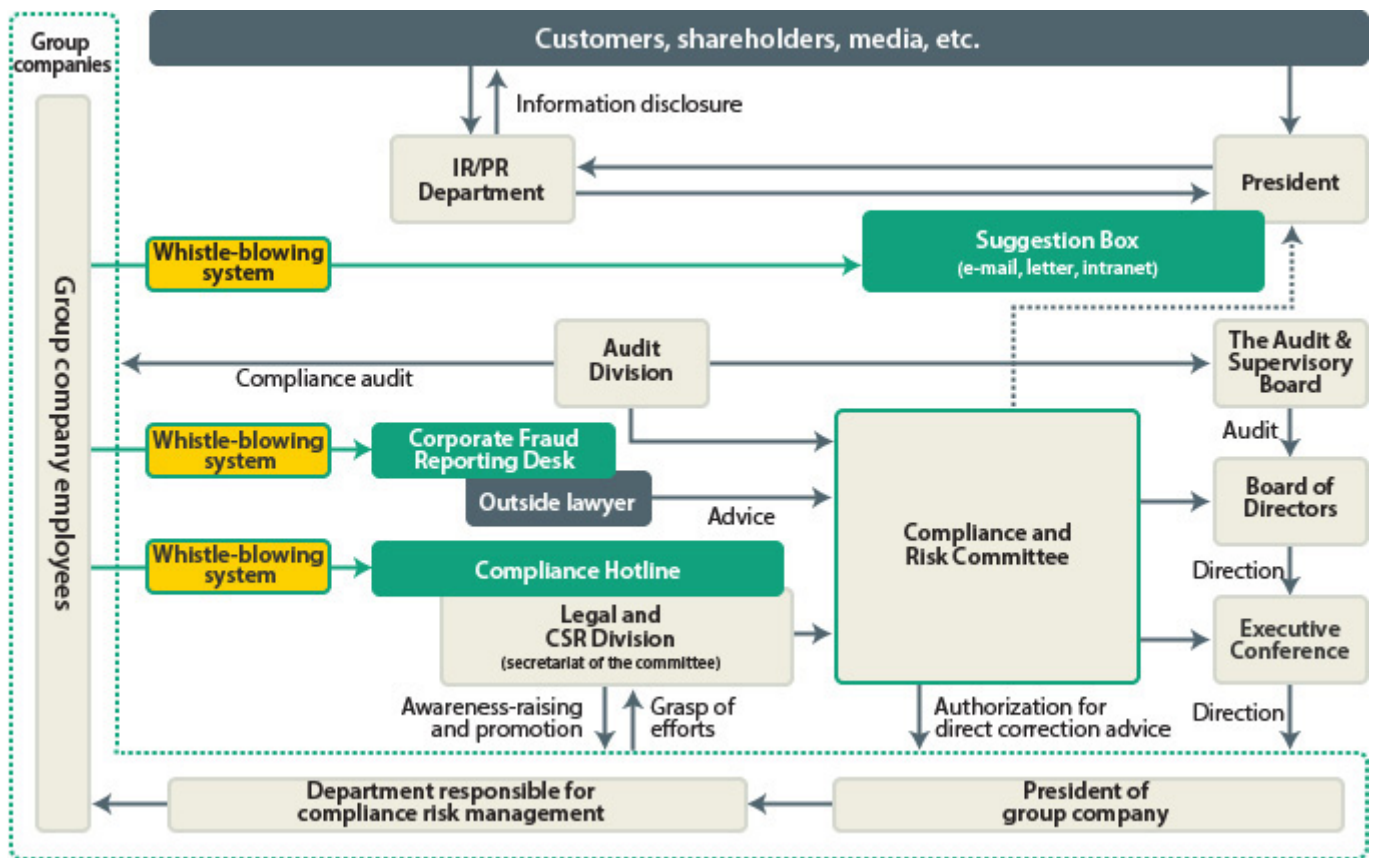 Group
companies
Customers, shareholders, media, etc.
Information disclosure
IR/PR
Department
President
Whistle-blowing
system
Suggestion Box
(e-mail, letter, intranet)
Group company employees
Audit
Division
Compliance audit
The Audit &
Supervisory
Board
Audit
Whistle-blowing
system
Corporate Fraud
Reporting Desk
Outside lawyer
Advice
Compliance and
Risk Committee
Board of
Directors
Direction
Whistle-blowing
system
Compliance Hotline
Legal and
CSR Division
(secretariat of the committee)
Executive
Conference
Awareness-raising
and promotion
Grasp of
efforts
Authorization for
direct correction advice
Direction
Department responsible for
compliance risk management
President of
group company